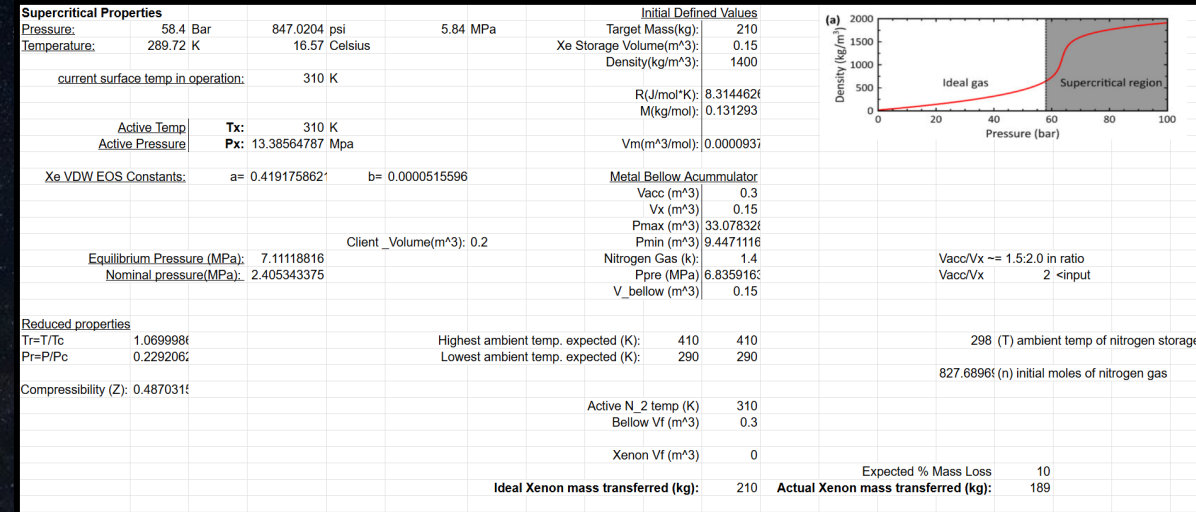 Supercritical Properties
Initial Defined Values
Pressure: 58.4 Bar 847.0204 psi 5.84 MPa
Target Mass(kg): 210
Temperature: 289.72 K 16.57 Celsius
Xe Storage Volume(m^3): 0.15
Density(kg/m^3): 1400
current surface temp in operation: 310 K
R(J/mol*K): 8.3144626
M(kg/mol): 0.131293
(a)
2000
1500
1000
500
0
Density (kg/m³)
Ideal gas
Supercritical region
0 20 40 60 80 100
Pressure (bar)
Active Temp Tx: 310 K
Active Pressure Px: 13.38564787 Mpa
Vm(m^3/mol): 0.0000937
Xe VDW EOS Constants: a= 0.4191758621 b= 0.0000515596
Metal Bellow Acummulator
Vacc (m^3) 0.3
Vx (m^3) 0.15
Pmax (m^3) 33.078328
Client _Volume(m^3): 0.2
Pmin (m^3) 9.4471116
Equilibrium Pressure (MPa): 7.11118816
Nitrogen Gas (k): 1.4
Vacc/Vx ~= 1.5:2.0 in ratio
Nominal pressure(MPa): 2.405343375
Ppre (MPa) 6.8359163
Vacc/Vx 2 <input
V_bellow (m^3) 0.15
Reduced properties
Tr=T/Tc 1.0699986
Highest ambient temp. expected (K): 410 410
298 (T) ambient temp of nitrogen storage
Pr=P/Pc 0.2292062
Lowest ambient temp. expected (K): 290 290
827.68969 (n) initial moles of nitrogen gas
Compressibility (Z): 0.4870315
Active N_2 temp (K) 310
Bellow Vf (m^3) 0.3
Xenon Vf (m^3) 0
Expected % Mass Loss 10
Ideal Xenon mass transferred (kg): 210
Actual Xenon mass transferred (kg): 189